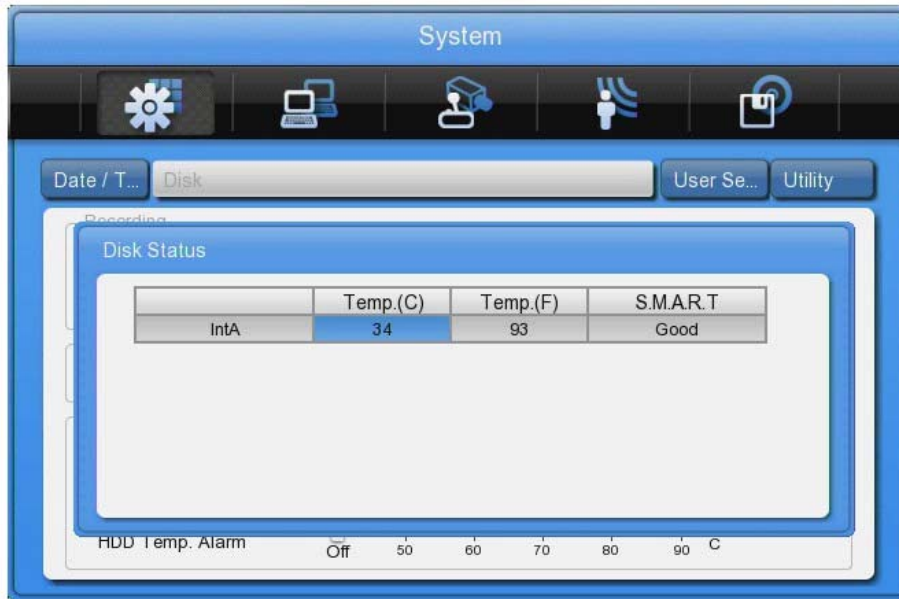 System
Date / T... Disk User Se... Utility
Recording
Disk Status
Temp.(C) Temp.(F) S.M.A.R.T
IntA 34 93 Good
HDD Temp. Alarm Off 50 60 70 80 90 C